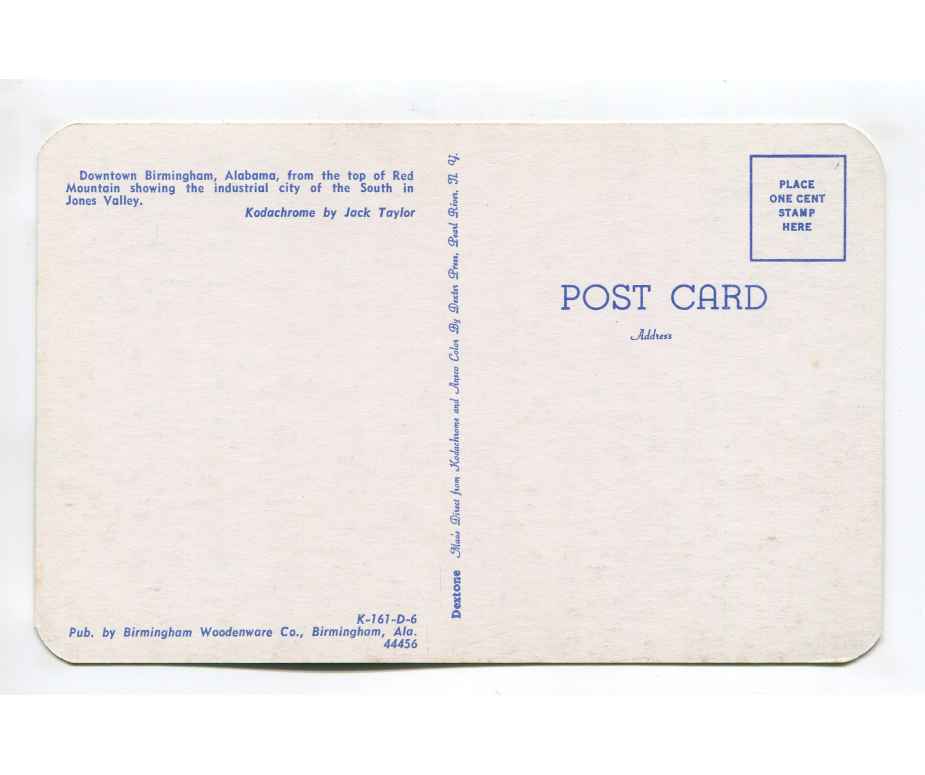 Downtown Birmingham, Alabama, from the top of Red
Mountain showing the industrial city of the South in
Jones Valley.
Kodachrome by Jack Taylor
K-161-D-6
Pub. by Birmingham Woodenware Co., Birmingham, Ala.
44456
Dextone Made Direct from Kodachrome and Ansco Color By Dexter Press, Pearl River, N. Y.
PLACE
ONE CENT
STAMP
HERE
POST CARD
Address